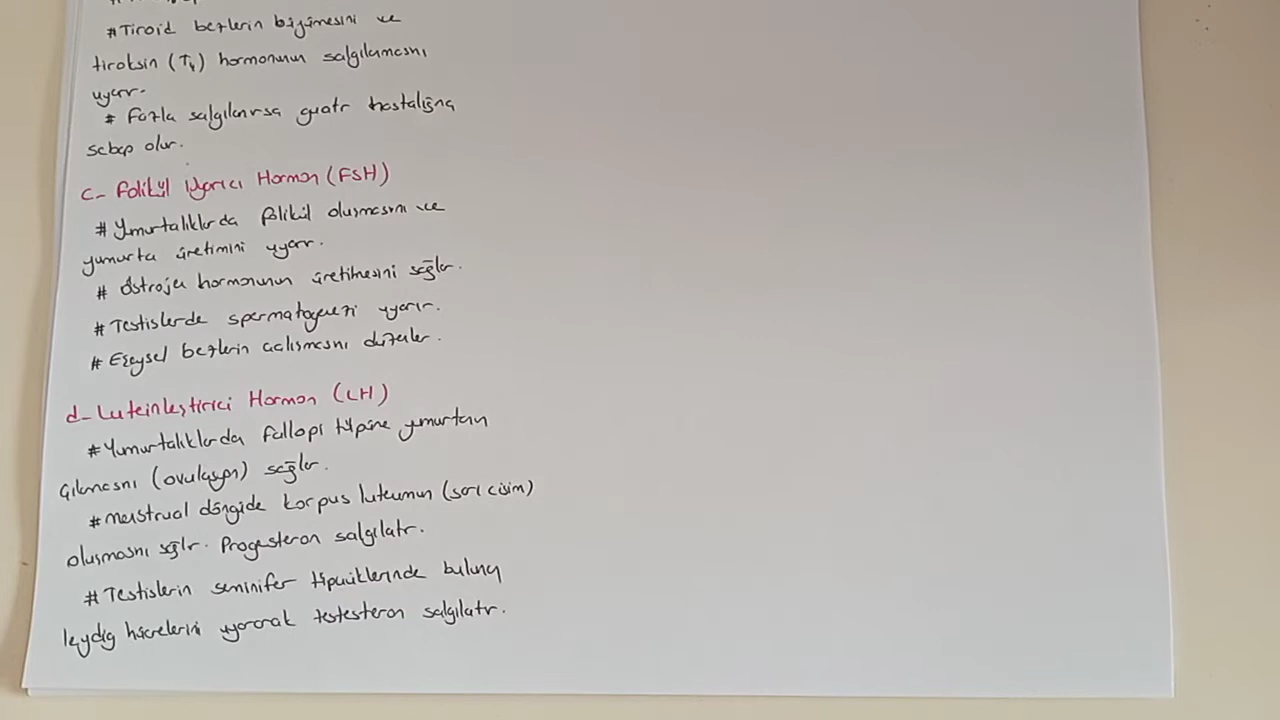 #Tiroid bezlerin büyümesini ve
tiroksin (T4) hormonunun salgılanmasını
uyarır.
# Fazla salgılanırsa guatr hastalığına
sebep olur.
c- Folikül Uyarıcı Hormon (FSH)
# Yumurtalıklarda folikül oluşmasını ve
yumurta üretimini uyarır.
# Östrojen hormonunun üretilmesini sağlar.
# Testislerde spermatogenezi uyarır.
# Eşeysel bezlerin çalışmasını düzenler.
d- Luteinleştirici Hormon (LH)
# Yumurtalıklarda fallopi tüpüne yumurtanın
çıkmasını (ovulasyon) sağlar.
# menstrual döngüde korpus luteumun (sarı cisim)
oluşmasını sağlar. Progesteron salgılatır.
# Testislerin seminifer tüpçüklerinde bulunan
leydig hücrelerini uyararak testesteron salgılatır.